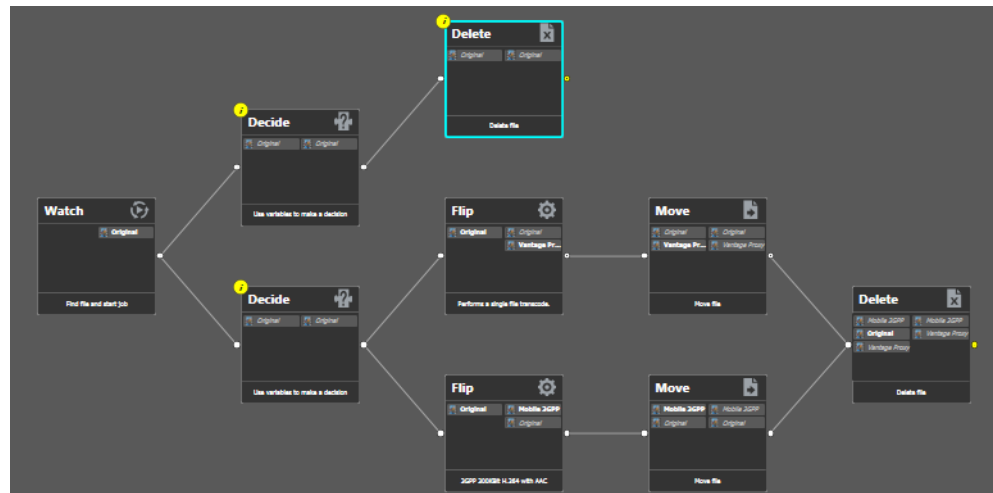 Delete
Original Original
Delete file
Decide
Original Original
Use variables to make a decision
Watch
Original
Find file and start job
Flip
Original Original
Vantage Pr...
Performs a single file transcode.
Move
Original Original
Vantage Pr... Vantage Proxy
Move file
Decide
Original Original
Use variables to make a decision
Delete
Mobile 3GPP Mobile 3GPP
Original Vantage Proxy
Vantage Proxy
Delete file
Flip
Original Mobile 3GPP
Original
3GPP 200KBit H.264 with AAC
Move
Mobile 3GPP Mobile 3GPP
Original Original
Move file